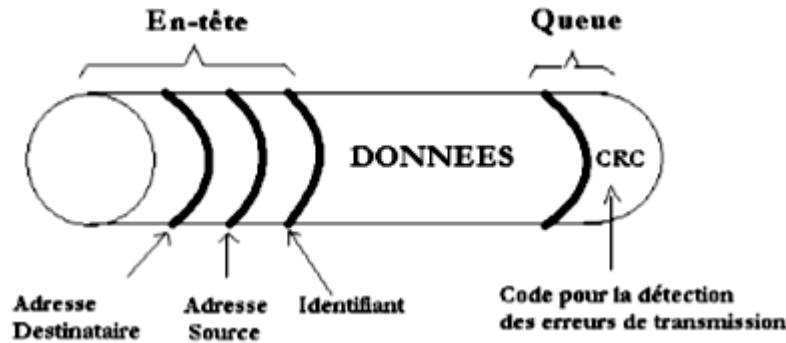 En-tête
Queue
DONNEES
CRC
Adresse
Destinataire
Adresse
Source
Identifiant
Code pour la détection
des erreurs de transmission